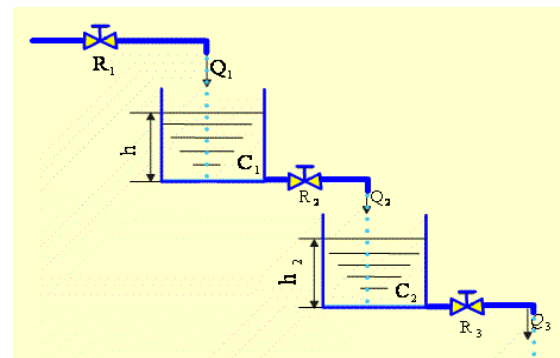 R₁
Q₁
h
C₁
R₂
Q₂
h₂
C₂
R₃
Q₃